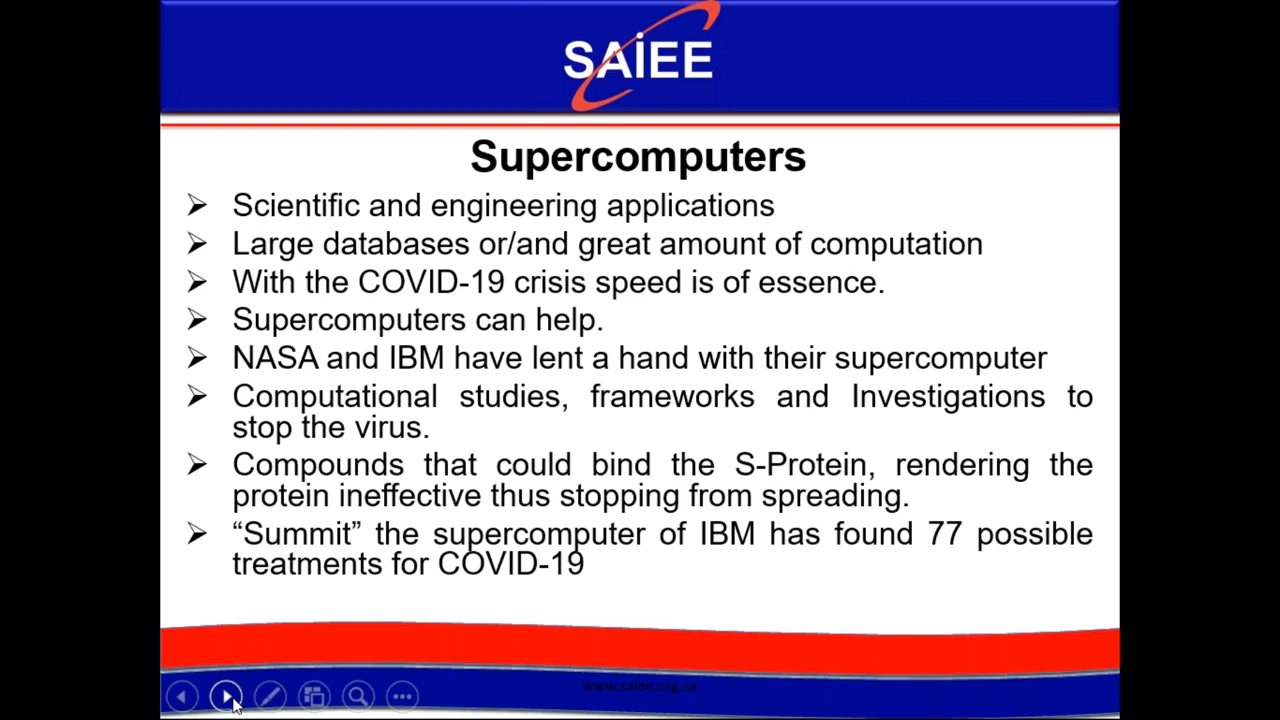 SAiEE
Supercomputers
➢ Scientific and engineering applications
➢ Large databases or/and great amount of computation
➢ With the COVID-19 crisis speed is of essence.
➢ Supercomputers can help.
➢ NASA and IBM have lent a hand with their supercomputer
➢ Computational studies, frameworks and Investigations to
stop the virus.
➢ Compounds that could bind the S-Protein, rendering the
protein ineffective thus stopping from spreading.
➢ “Summit” the supercomputer of IBM has found 77 possible
treatments for COVID-19
www.saiee.org.za